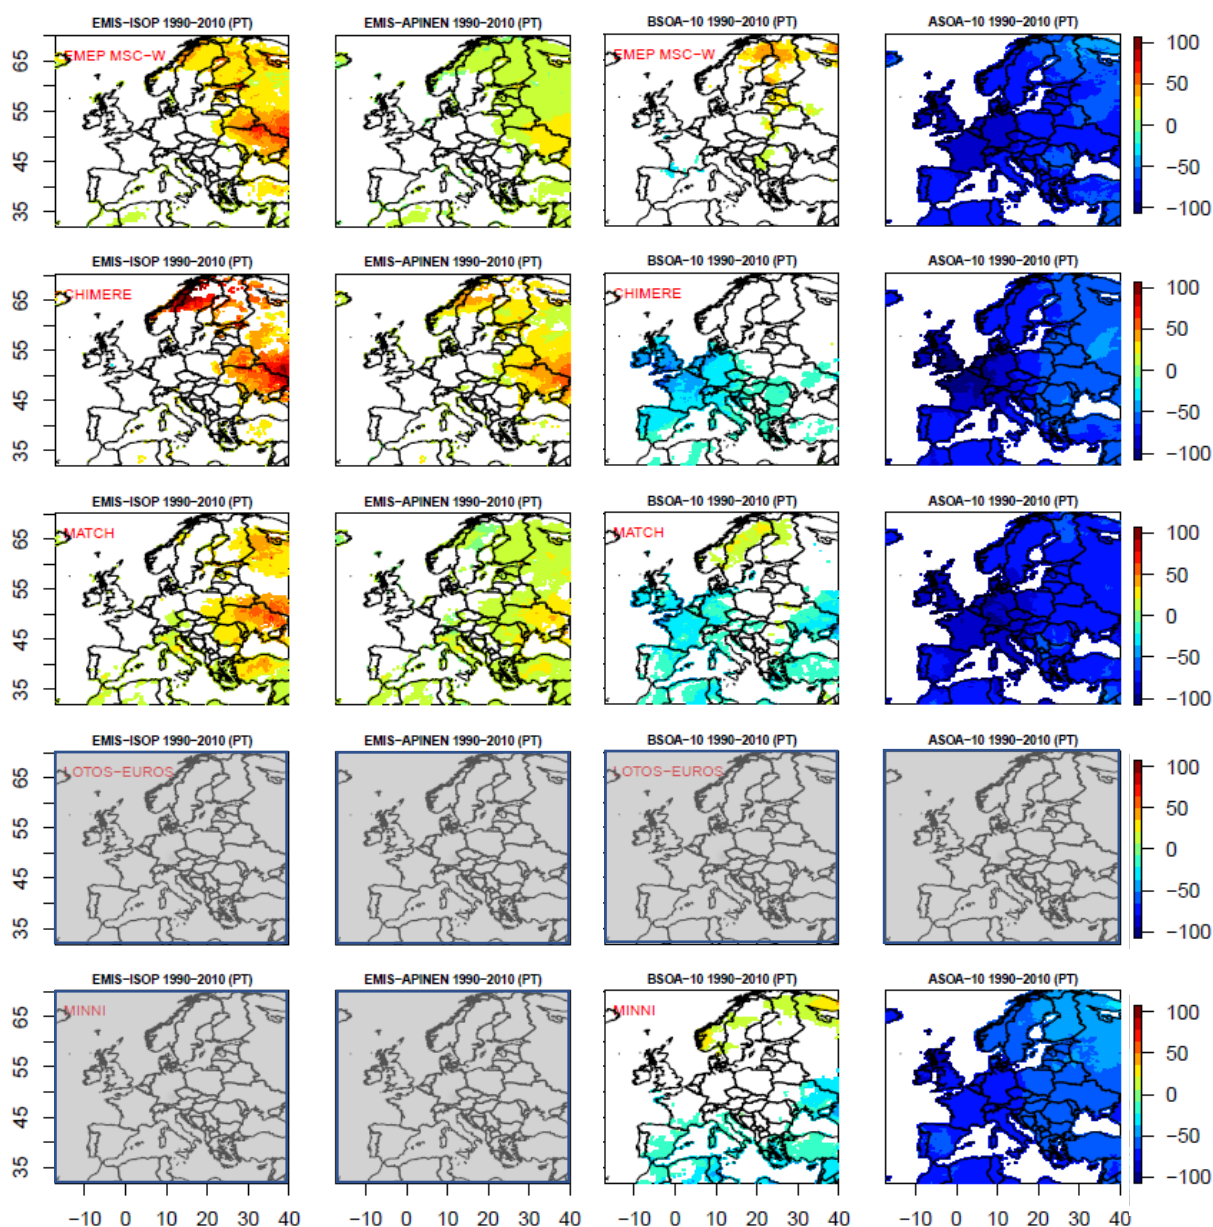 EMIS−ISOP 1990−2010 (PT) EMIS−APINEN 1990−2010 (PT) BSOA−10 1990−2010 (PT) ASOA−10 1990−2010 (PT)
EMEP MSC−W EMEP MSC−W
65 55 45 35
100 50 0 −50 −100
EMIS−ISOP 1990−2010 (PT) EMIS−APINEN 1990−2010 (PT) BSOA−10 1990−2010 (PT) ASOA−10 1990−2010 (PT)
CHIMERE CHIMERE
65 55 45 35
100 50 0 −50 −100
EMIS−ISOP 1990−2010 (PT) EMIS−APINEN 1990−2010 (PT) BSOA−10 1990−2010 (PT) ASOA−10 1990−2010 (PT)
MATCH MATCH
65 55 45 35
100 50 0 −50 −100
EMIS−ISOP 1990−2010 (PT) EMIS−APINEN 1990−2010 (PT) BSOA−10 1990−2010 (PT) ASOA−10 1990−2010 (PT)
LOTOS−EUROS LOTOS−EUROS
65 55 45 35
100 50 0 −50 −100
EMIS−ISOP 1990−2010 (PT) EMIS−APINEN 1990−2010 (PT) BSOA−10 1990−2010 (PT) ASOA−10 1990−2010 (PT)
MINNI MINNI
65 55 45 35
100 50 0 −50 −100
−10 0 10 20 30 40 −10 0 10 20 30 40 −10 0 10 20 30 40 −10 0 10 20 30 40